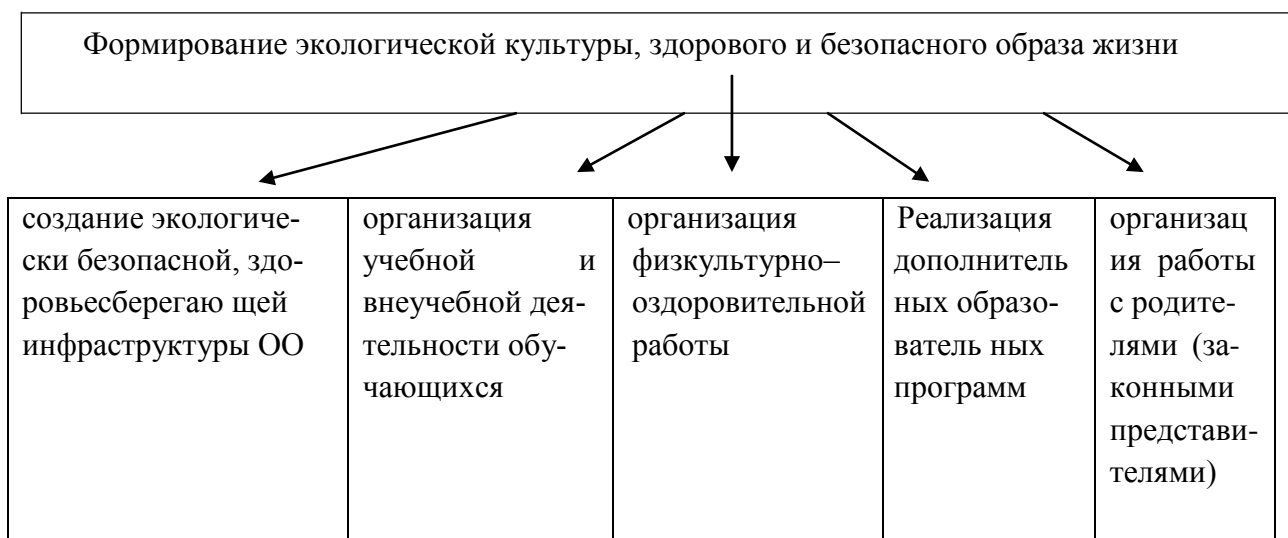 Формирование экологической культуры, здорового и безопасного образа жизни
создание экологиче-
ски безопасной, здо-
ровьесберегаю щей
инфраструктуры ОО
организация
учебной и
внеучебной дея-
тельности обу-
чающихся
организация
физкультурно–
оздоровительной
работы
Реализация
дополнитель
ных образо-
ватель ных
программ
организац
ия работы
с родите-
лями (за-
конными
представи-
телями)